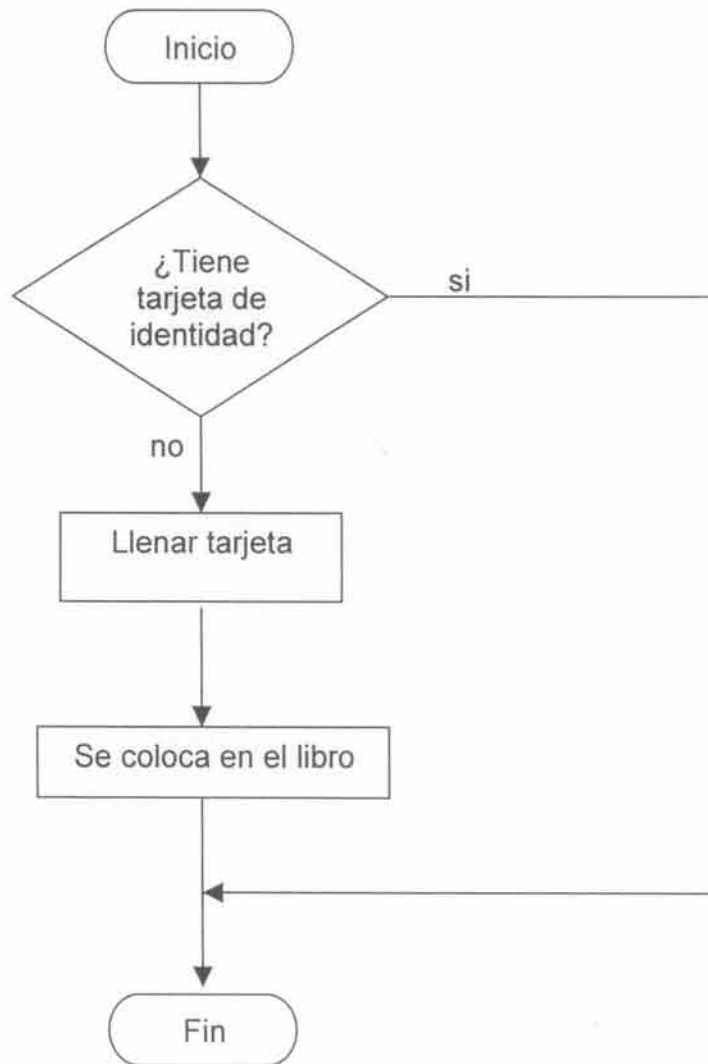 Inicio
¿Tiene
tarjeta de
identidad?
si
no
Llenar tarjeta
Se coloca en el libro
Fin